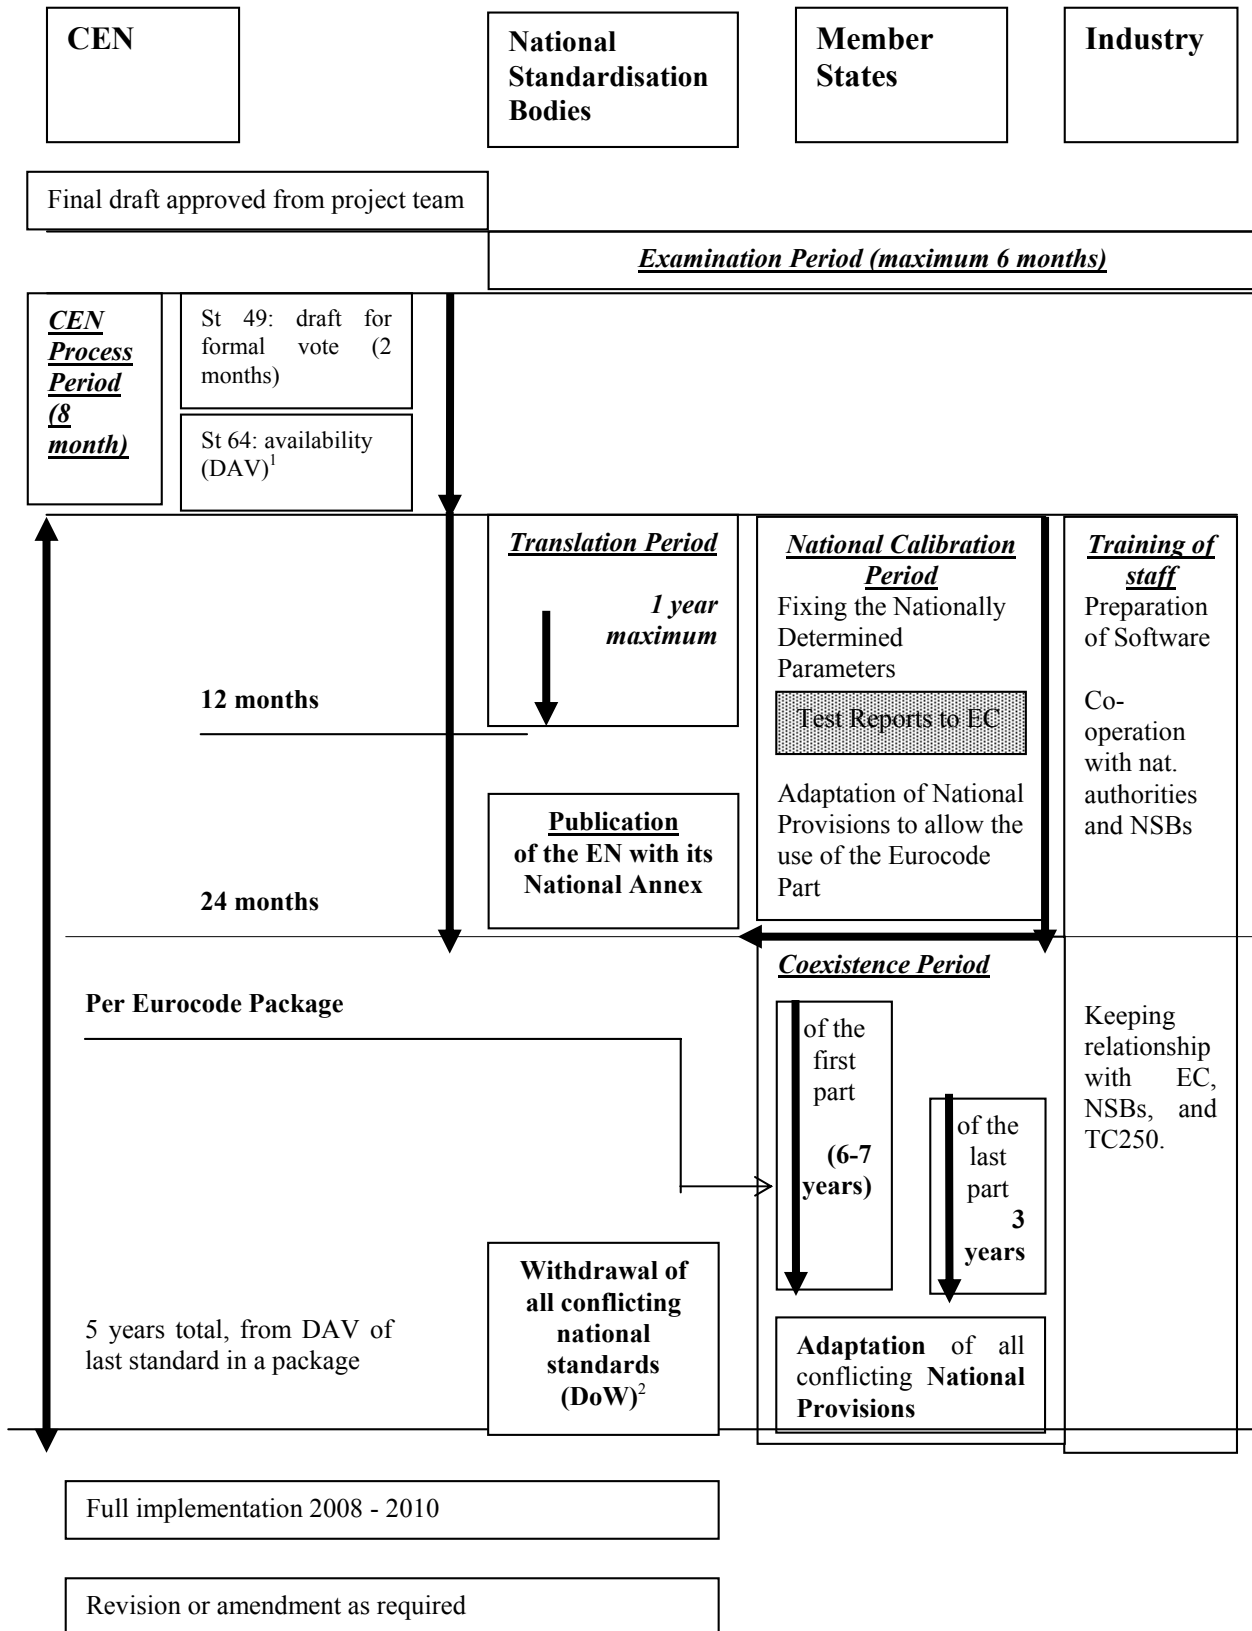 CEN
National
Standardisation
Bodies
Member
States
Industry
Final draft approved from project team
Examination Period (maximum 6 months)
CEN
Process
Period
(8
month)
St 49: draft for
formal vote (2
months)
St 64: availability
(DAV)1
Translation Period
1 year
maximum
National Calibration
Period
Fixing the Nationally
Determined
Parameters
Test Reports to EC
Adaptation of National
Provisions to allow the
use of the Eurocode
Part
Training of
staff
Preparation
of Software
Co-
operation
with nat.
authorities
and NSBs
12 months
Publication
of the EN with its
National Annex
24 months
Coexistence Period
Per Eurocode Package
of the
first
part
(6-7
years)
of the
last
part
3
years
Keeping
relationship
with EC,
NSBs, and
TC250.
Withdrawal of
all conflicting
national
standards
(DoW)2
5 years total, from DAV of
last standard in a package
Adaptation of all
conflicting National
Provisions
Full implementation 2008 - 2010
Revision or amendment as required